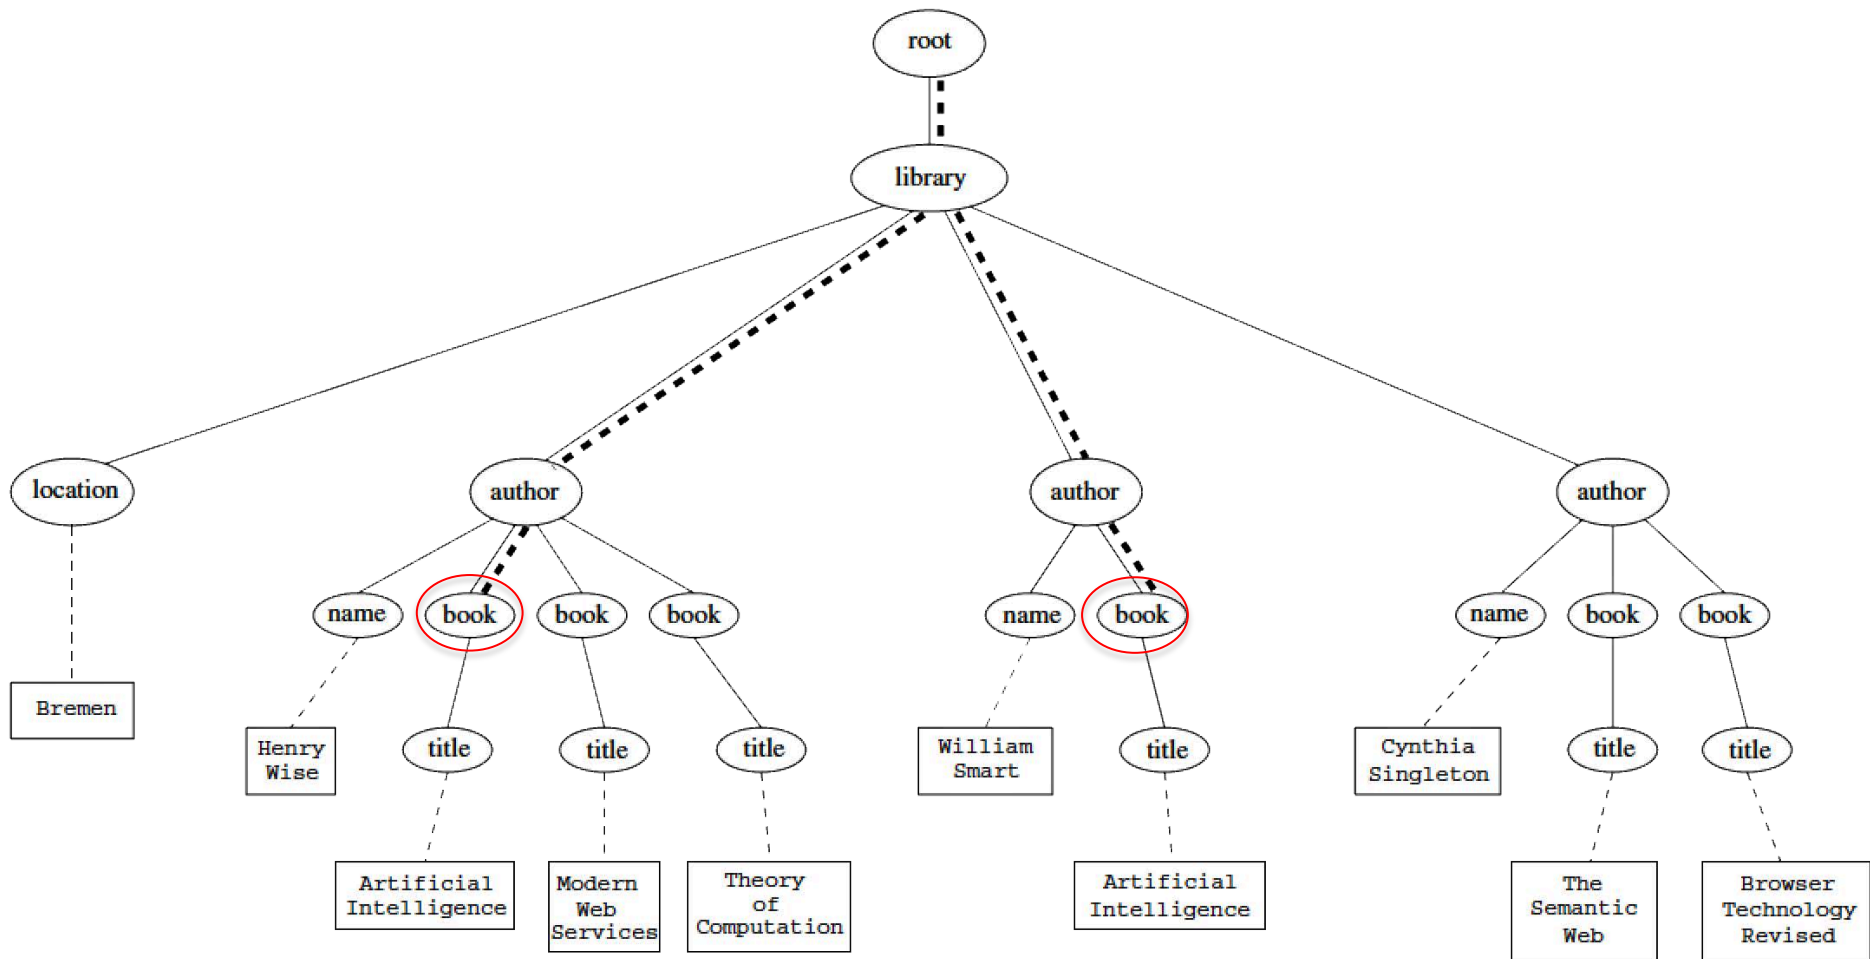 root
library
location
author
author
author
name
book
book
book
name
book
name
book
book
Bremen
Henry
Wise
title
title
title
William
Smart
title
Cynthia
Singleton
title
title
Artificial
Intelligence
Modern
Web
Services
Theory
of
Computation
Artificial
Intelligence
The
Semantic
Web
Browser
Technology
Revised